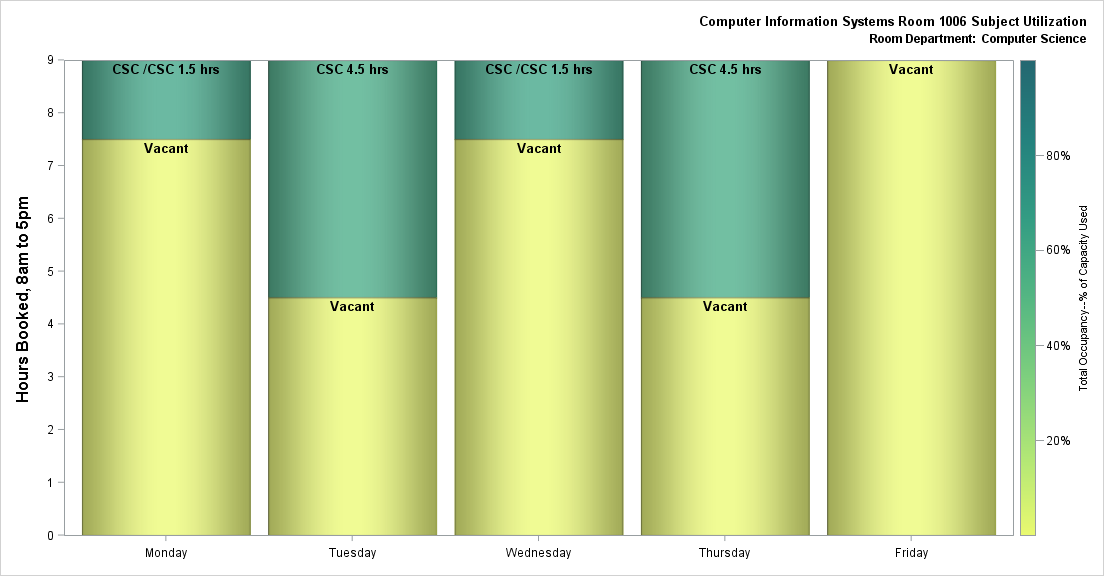 Computer Information Systems Room 1006 Subject Utilization
Room Department: Computer Science
Hours Booked, 8am to 5pm
9
8
7
6
5
4
3
2
1
0
CSC /CSC 1.5 hrs
Vacant
CSC 4.5 hrs
Vacant
CSC /CSC 1.5 hrs
Vacant
CSC 4.5 hrs
Vacant
Vacant
Monday
Tuesday
Wednesday
Thursday
Friday
80%
60%
40%
20%
Total Occupancy--% of Capacity Used